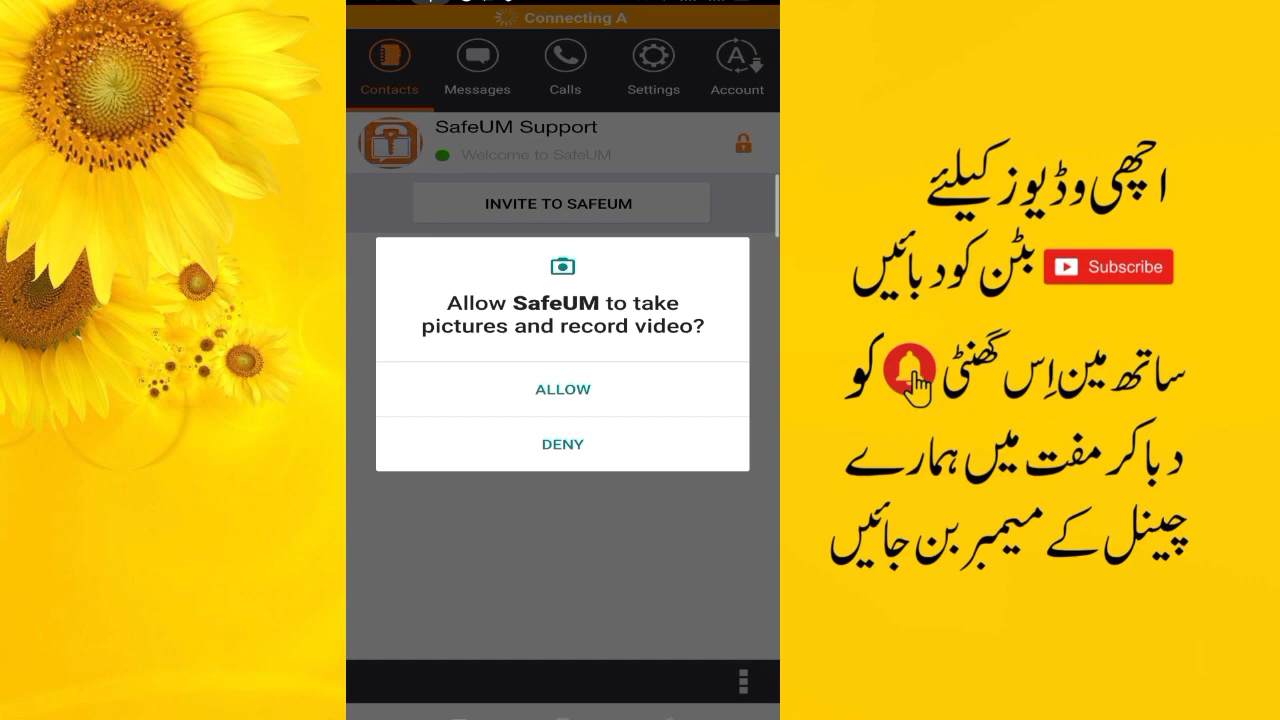 Connecting A
Contacts
Messages
Calls
Settings
Account
SafeUM Support
Welcome to SafeUM
INVITE TO SAFEUM
Allow SafeUM to take
pictures and record video?
ALLOW
DENY
اچھی وڈیوز کیلئے
Subscribe بٹن کو دبائیں
ساتھ مین اِس گھنٹی کو
دبا کر مفت میں ہمارے
چینل کے میمبر بن جائیں